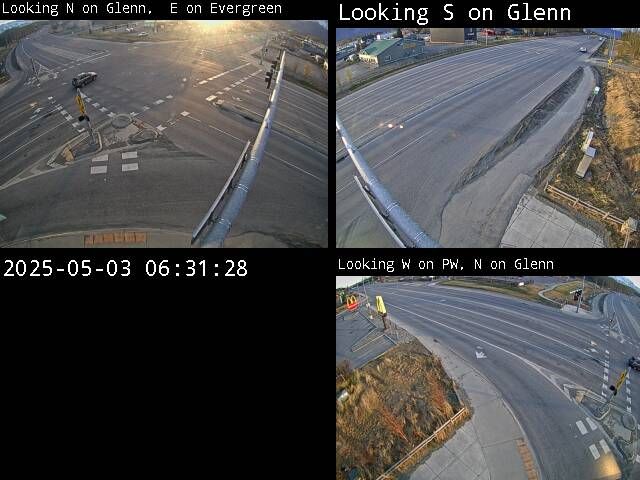 Looking N on Glenn,  E on Evergreen
Looking S on Glenn
2025-05-03 06:31:28
Looking W on PW, N on Glenn